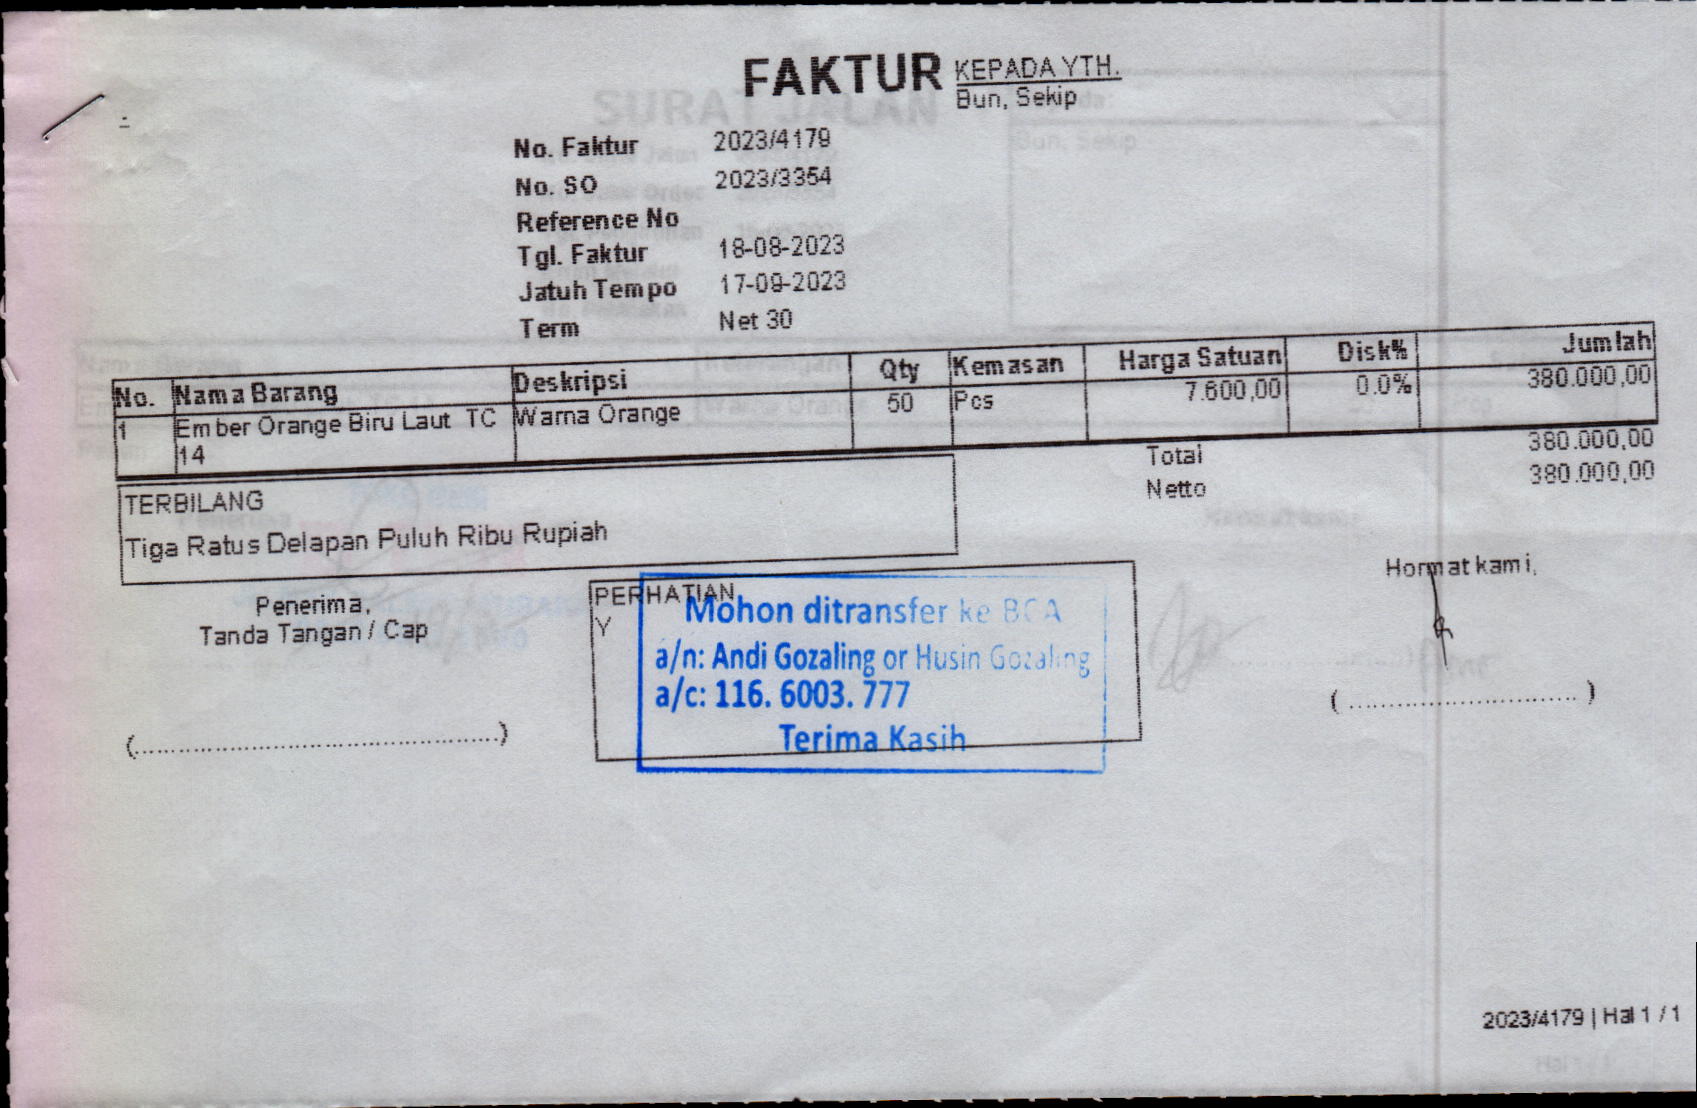 FAKTUR
KEPADA YTH.
Bun, Sekip
No. Faktur 2023/4179
No. SO 2023/3354
Reference No
Tgl. Faktur 18-08-2023
Jatuh Tempo 17-09-2023
Term Net 30
No. Nama Barang Deskripsi Qty Kemasan Harga Satuan Disk% Jumlah
1 Ember Orange Biru Laut TC 14 Warna Orange 50 Pcs 7.600,00 0.0% 380.000,00
Total 380.000,00
Netto 380.000,00
TERBILANG
Tiga Ratus Delapan Puluh Ribu Rupiah
Penerima,
Tanda Tangan / Cap
(................................................)
PERHATIAN
Y
Mohon ditransfer ke BCA
a/n: Andi Gozaling or Husin Gozaling
a/c: 116. 6003. 777
Terima Kasih
Hormat kami,
(..............................)
2023/4179 | Hal 1 / 1
SURAT JALAN
Bun, Sekip